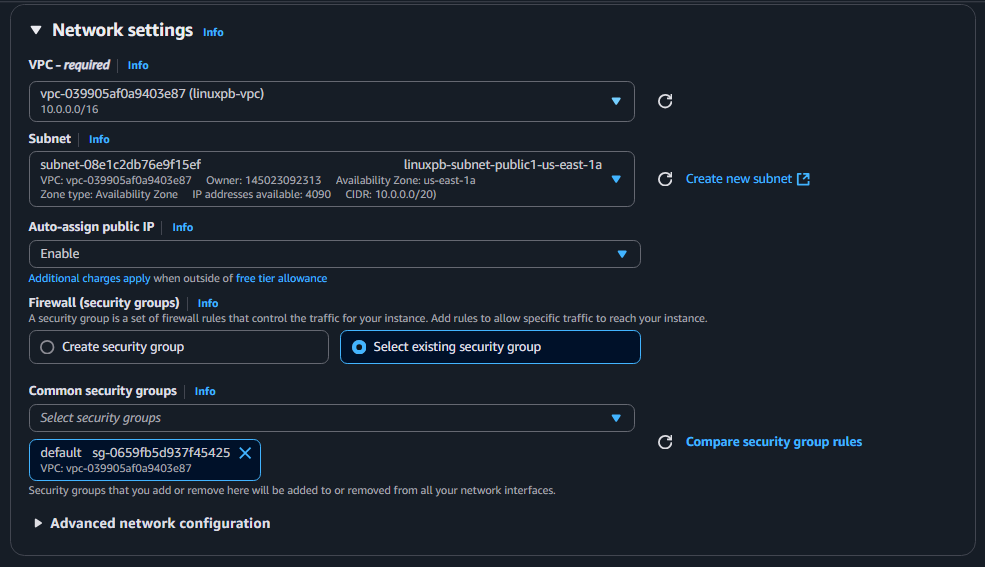 Network settings Info
VPC – required Info
vpc-039905af0a9403e87 (linuxpb-vpc)
10.0.0.0/16
Subnet Info
subnet-08e1c2db76e9f15ef linuxpb-subnet-public1-us-east-1a
VPC: vpc-039905af0a9403e87 Owner: 145023092313 Availability Zone: us-east-1a
Zone type: Availability Zone IP addresses available: 4090 CIDR: 10.0.0.0/20)
Create new subnet
Auto-assign public IP Info
Enable
Additional charges apply when outside of free tier allowance
Firewall (security groups) Info
A security group is a set of firewall rules that control the traffic for your instance. Add rules to allow specific traffic to reach your instance.
Create security group
Select existing security group
Common security groups Info
Select security groups
default sg-0659fb5d937f45425
VPC: vpc-039905af0a9403e87
Compare security group rules
Security groups that you add or remove here will be added to or removed from all your network interfaces.
Advanced network configuration